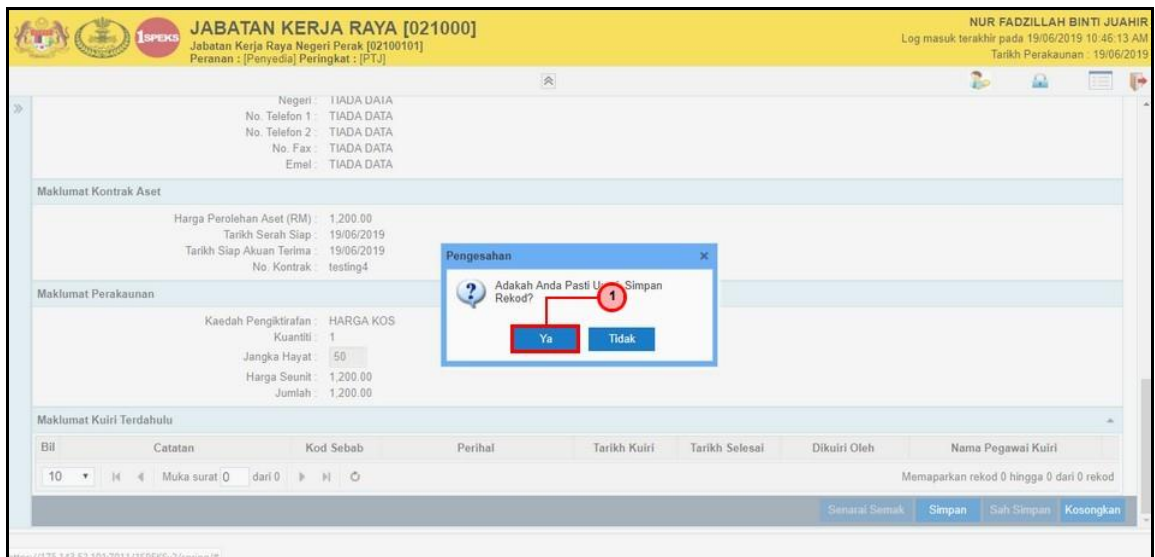 1SPEKS
JABATAN KERJA RAYA [021000]
Jabatan Kerja Raya Negeri Perak [02100101]
Peranan : [Penyedia] Peringkat : [PTJ]
NUR FADZILLAH BINTI JUAHIR
Log masuk terakhir pada 19/06/2019 10:46:13 AM
Tarikh Perakaunan : 19/06/2019
Negeri : TIADA DATA
No. Telefon 1 : TIADA DATA
No. Telefon 2 : TIADA DATA
No. Fax : TIADA DATA
Emel : TIADA DATA
Maklumat Kontrak Aset
Harga Perolehan Aset (RM) : 1,200.00
Tarikh Serah Siap : 19/06/2019
Tarikh Siap Akuan Terima : 19/06/2019
No. Kontrak : testing4
Pengesahan
Adakah Anda Pasti Simpan
Rekod?
1
Ya Tidak
Maklumat Perakaunan
Kaedah Pengiktirafan : HARGA KOS
Kuantiti : 1
Jangka Hayat : 50
Harga Seunit : 1,200.00
Jumlah : 1,200.00
Maklumat Kuiri Terdahulu
Bil Catatan Kod Sebab Perihal Tarikh Kuiri Tarikh Selesai Dikuiri Oleh Nama Pegawai Kuiri
10 Muka surat 0 dari 0 Memaparkan rekod 0 hingga 0 dari 0 rekod
Senarai Semak Simpan Sah Simpan Kosongkan